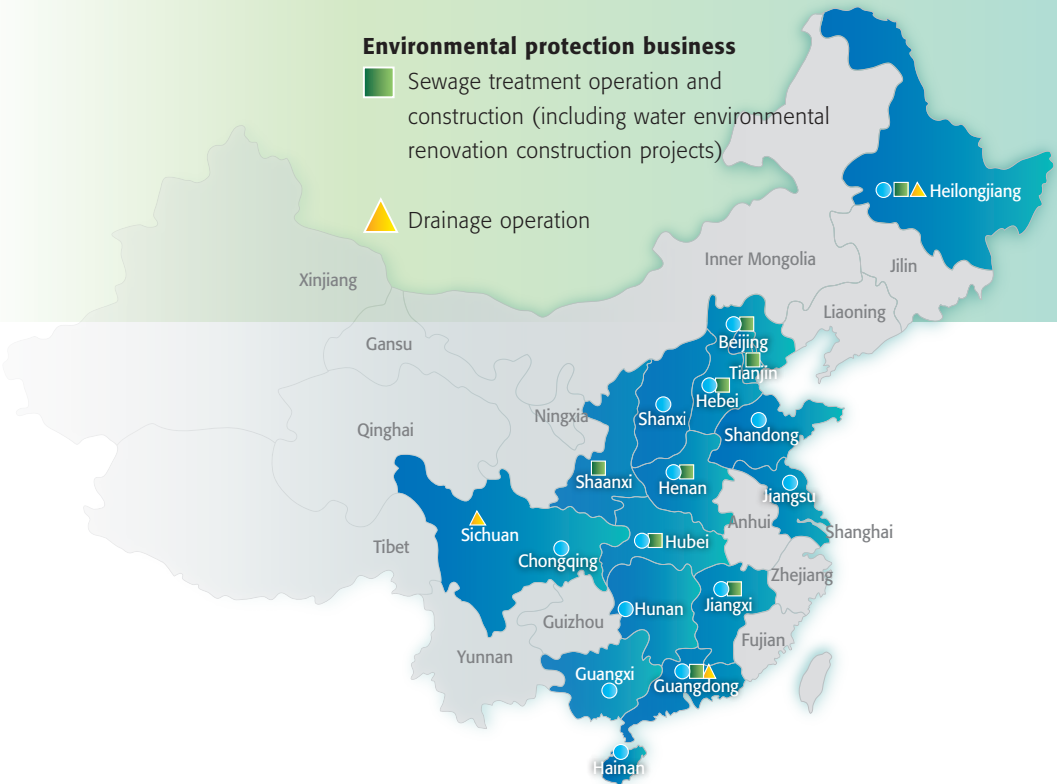 Environmental protection business
Sewage treatment operation and
construction (including water environmental
renovation construction projects)
Drainage operation
Heilongjiang
Inner Mongolia
Jilin
Xinjiang
Liaoning
Gansu
Beijing
Tianjin
Hebei
Ningxia
Shanxi
Qinghai
Shandong
Shaanxi
Henan
Jiangsu
Anhui
Shanghai
Sichuan
Hubei
Tibet
Chongqing
Zhejiang
Hunan
Jiangxi
Guizhou
Fujian
Yunnan
Guangxi
Guangdong
Hainan